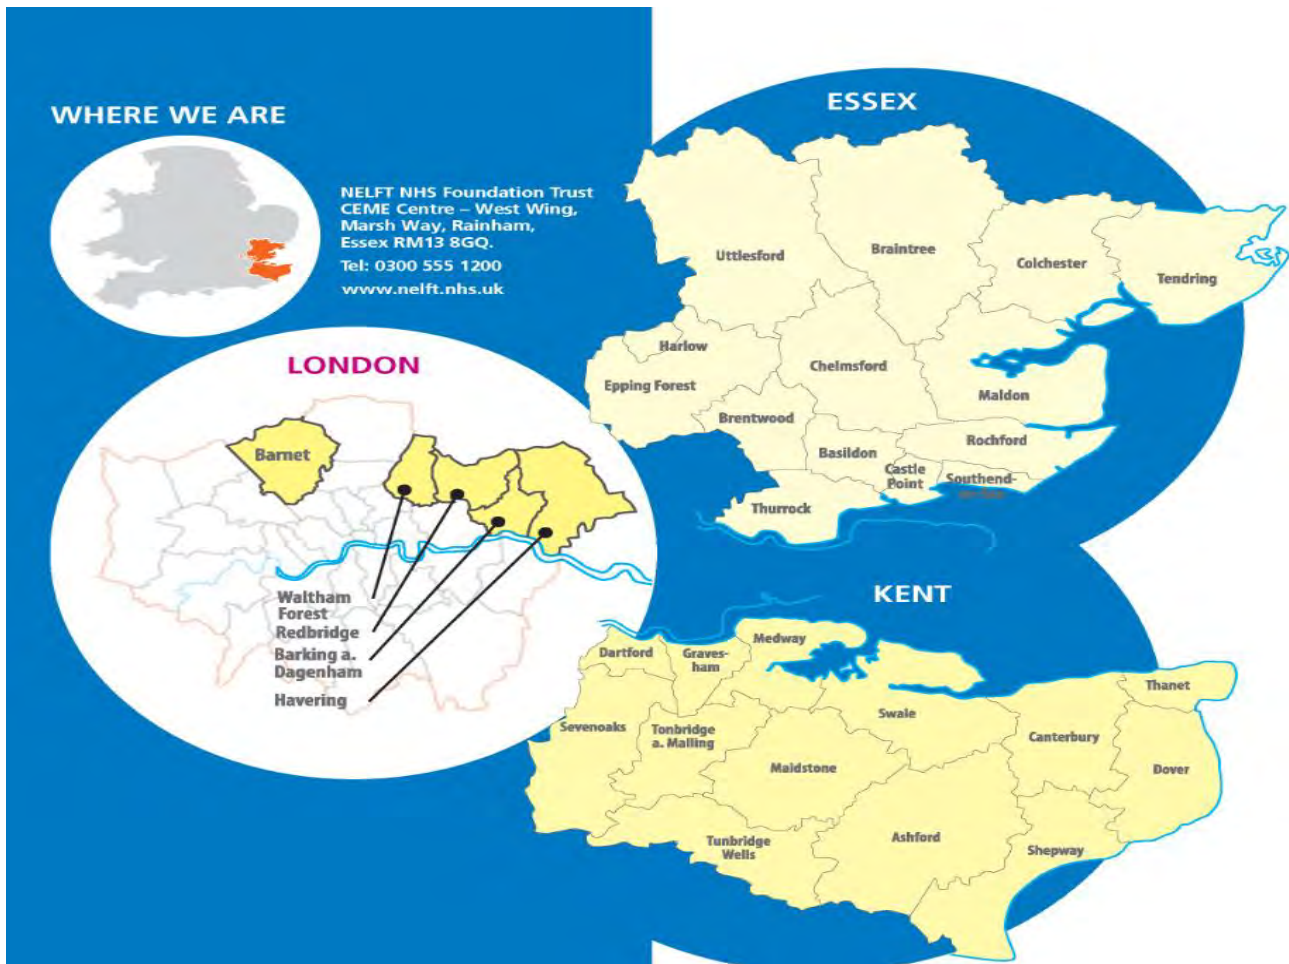 WHERE WE ARE
NELFT NHS Foundation Trust
CEME Centre – West Wing,
Marsh Way, Rainham,
Essex RM13 8GQ.
Tel: 0300 555 1200
www.nelft.nhs.uk
LONDON
Barnet
Waltham
Forest
Redbridge
Barking a.
Dagenham
Havering
ESSEX
Uttlesford
Braintree
Colchester
Tendring
Harlow
Epping Forest
Chelmsford
Maldon
Brentwood
Rochford
Basildon
Castle
Point
Southend-
Thurrock
KENT
Medway
Dartford
Graves-
ham
Thanet
Sevenoaks
Tonbridge
a. Malling
Swale
Canterbury
Maidstone
Dover
Tunbridge
Wells
Ashford
Shepway